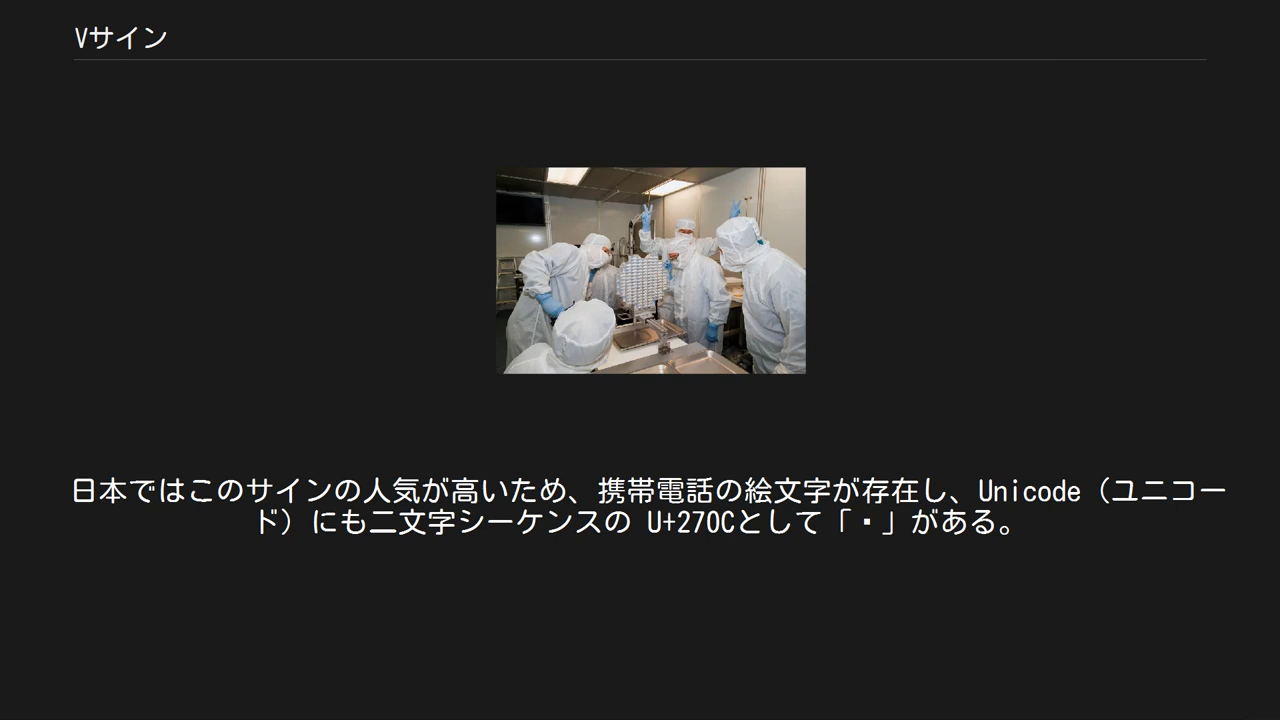 Vサイン
日本ではこのサインの人気が高いため、携帯電話の絵文字が存在し、Unicode（ユニコー
ド）にも二文字シーケンスの U+270Cとして「▪」がある。